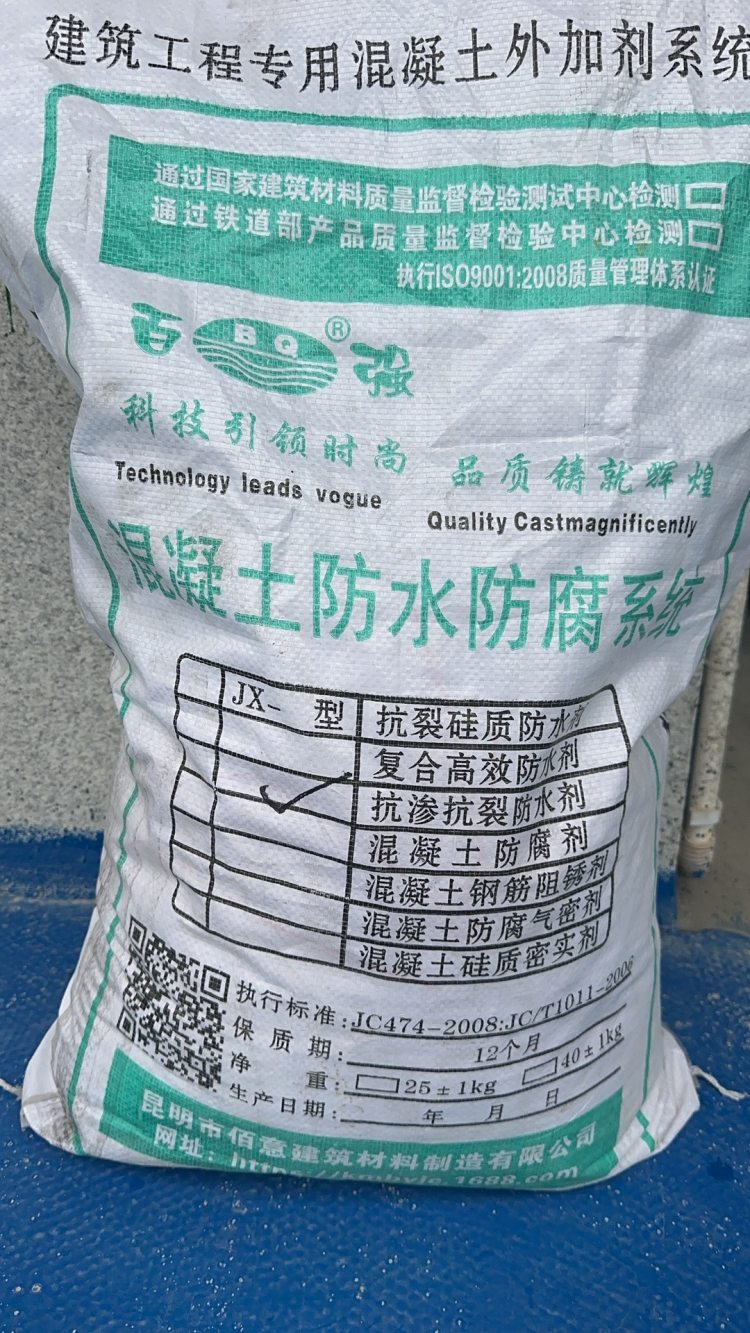 建筑工程专用混凝土外加剂系统
通过国家建筑材料质量监督检验测试中心检测
通过铁道部产品质量监督检验中心检测
执行ISO9001:2008质量管理体系认证
百 BQ ® 强
科技引领时尚 品质铸就辉煌
Technology leads vogue Quality Castmagnificently
混凝土防水防腐系统
JX- 型 抗裂硅质防水剂
复合高效防水剂
抗渗抗裂防水剂
混凝土防腐剂
混凝土钢筋阻锈剂
混凝土防腐气密剂
混凝土硅质密实剂
执行标准:JC474-2008:JC/T1011-2006
保质期: 12个月
净 重: 25±1kg 40±1kg
生产日期: 年 月 日
昆明市佰意建筑材料制造有限公司
网址: